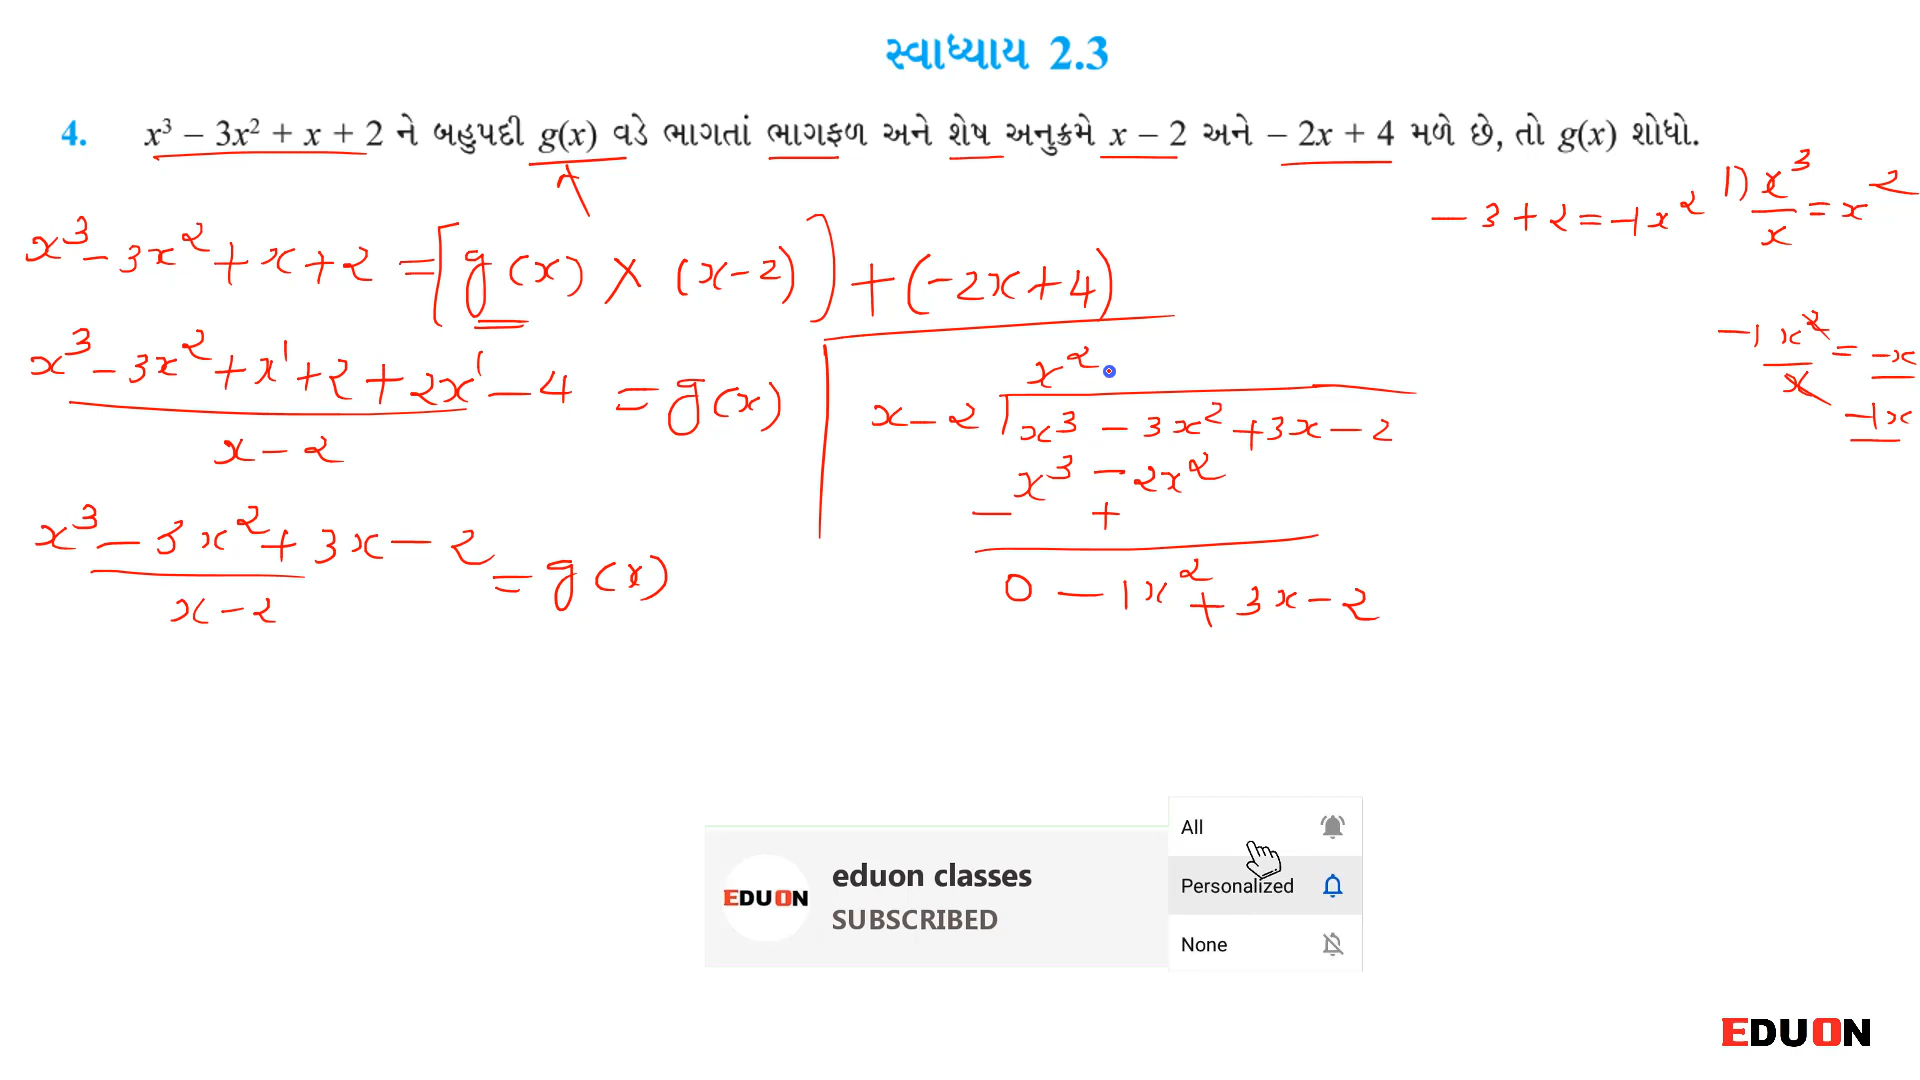 સ્વાધ્યાય 2.3
4. x³ – 3x² + x + 2 ને બહુપદી g(x) વડે ભાગતાં ભાગફળ અને શેષ અનુક્રમે x – 2 અને – 2x + 4 મળે છે, તો g(x) શોધો.
x³ – 3x² + x + 2 = [g(x) × (x – 2)] + (–2x + 4)
x³ – 3x² + x¹ + 2 + 2x¹ – 4 = g(x)
x – 2
x³ – 3x² + 3x – 2 = g(x)
x – 2
x²
x – 2 x³ – 3x² + 3x – 2
x³ – 2x²
– +
0 – 1x² + 3x – 2
– 3 + 2 = –1x²
1) x³ = x²
x
–1x² = –x
x
–1x
eduon classes
EDUON
SUBSCRIBED
All
Personalized
None
EDUON